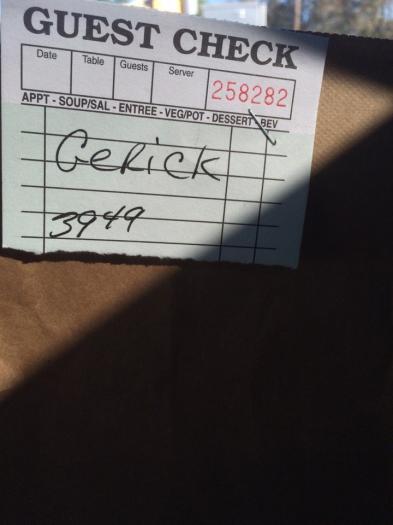 GUEST CHECK
Date Table Guests Server 258282
APPT - SOUP/SAL - ENTREE - VEG/POT - DESSERT - BEV
Gerick
3949